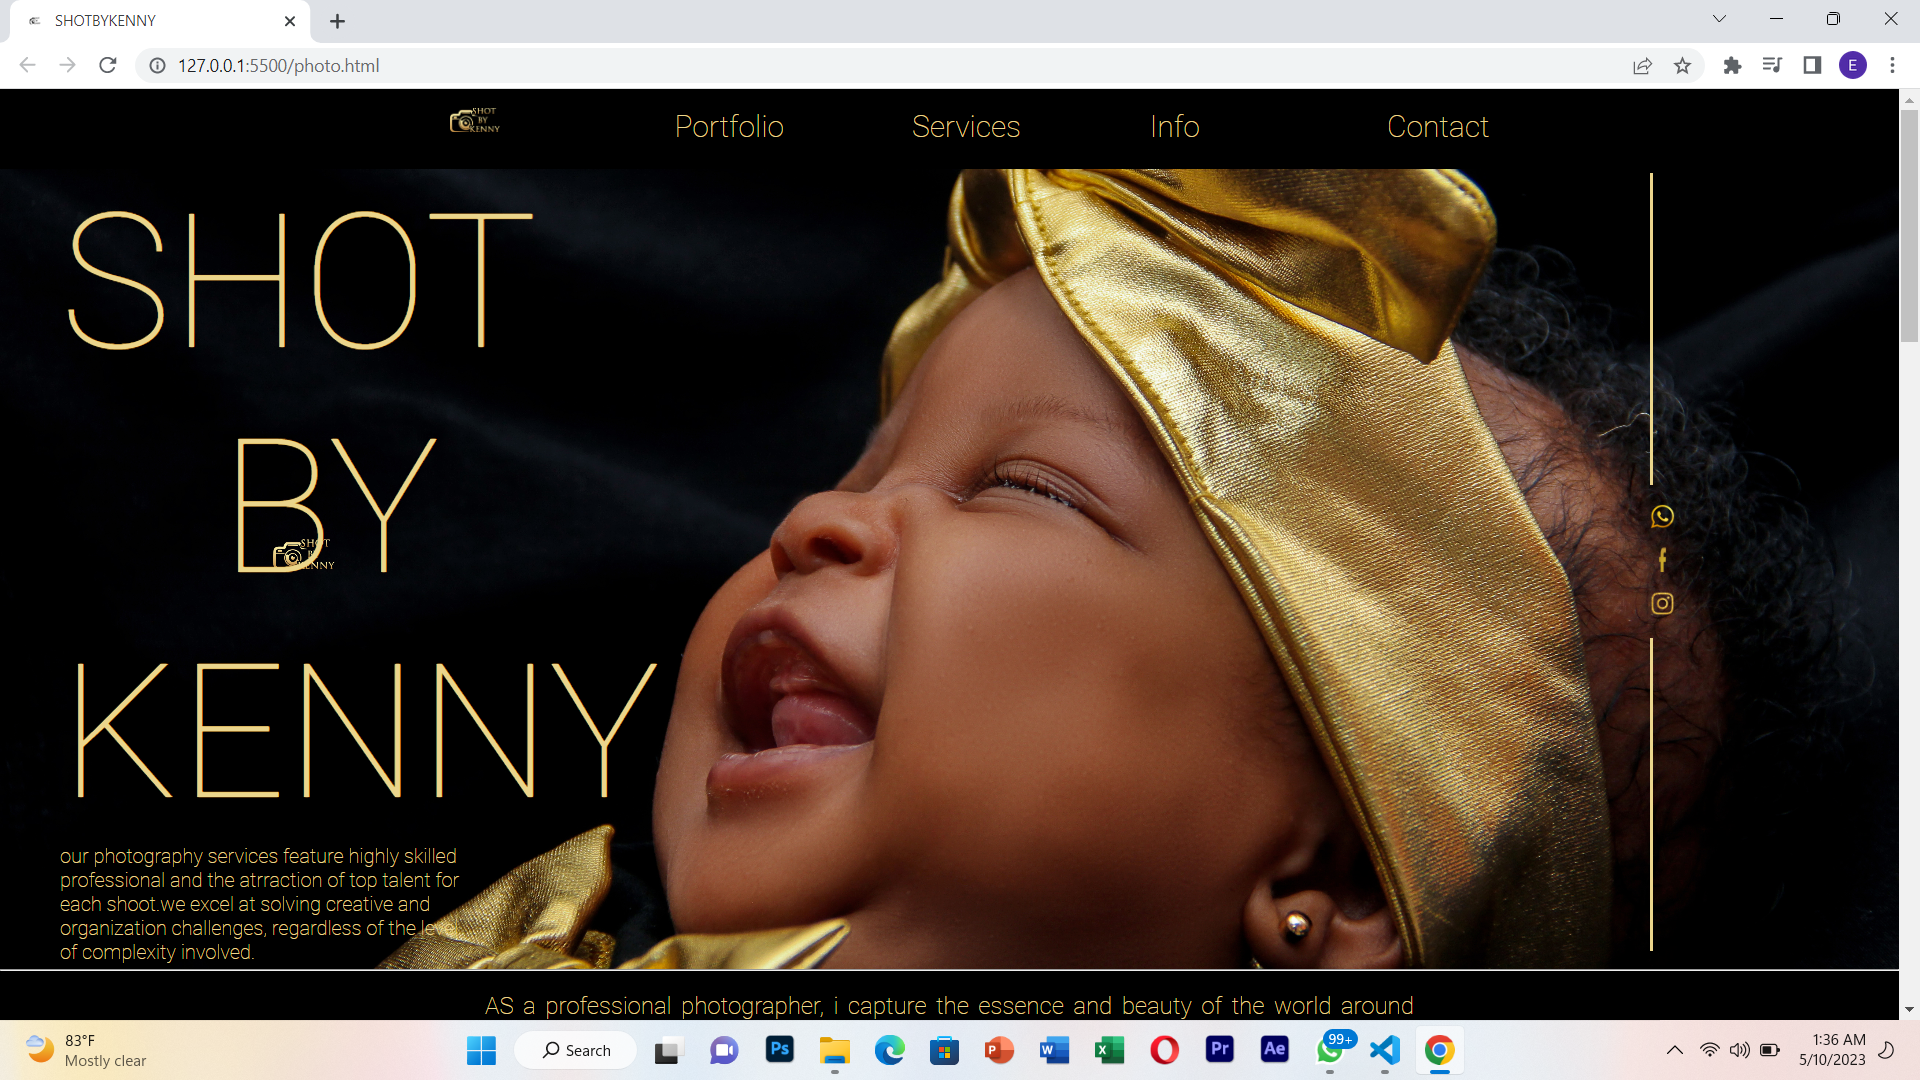 SHOTBYKENNY
127.0.0.1:5500/photo.html
E
SHOT
BY
KENNY
Portfolio
Services
Info
Contact
SHOT
BY
KENNY
SHOT
BY
KENNY
our photography services feature highly skilled
professional and the atrraction of top talent for
each shoot.we excel at solving creative and
organization challenges, regardless of the level
of complexity involved.
AS a professional photographer, i capture the essence and beauty of the world around
83°F
Mostly clear
Search
Ps
P
W
X
Pr
Ae
99+
1:36 AM
5/10/2023